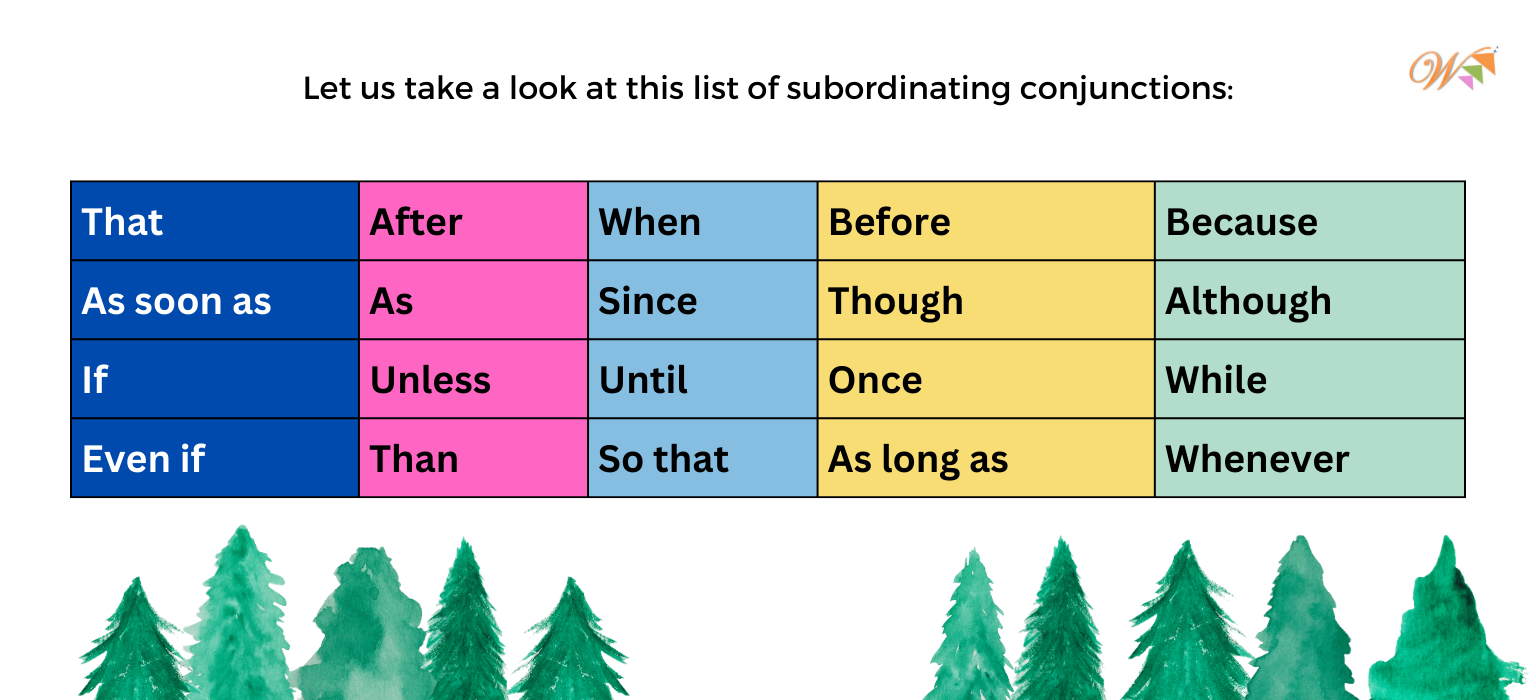 Let us take a look at this list of subordinating conjunctions:
W
That After When Before Because
As soon as As Since Though Although
If Unless Until Once While
Even if Than So that As long as Whenever